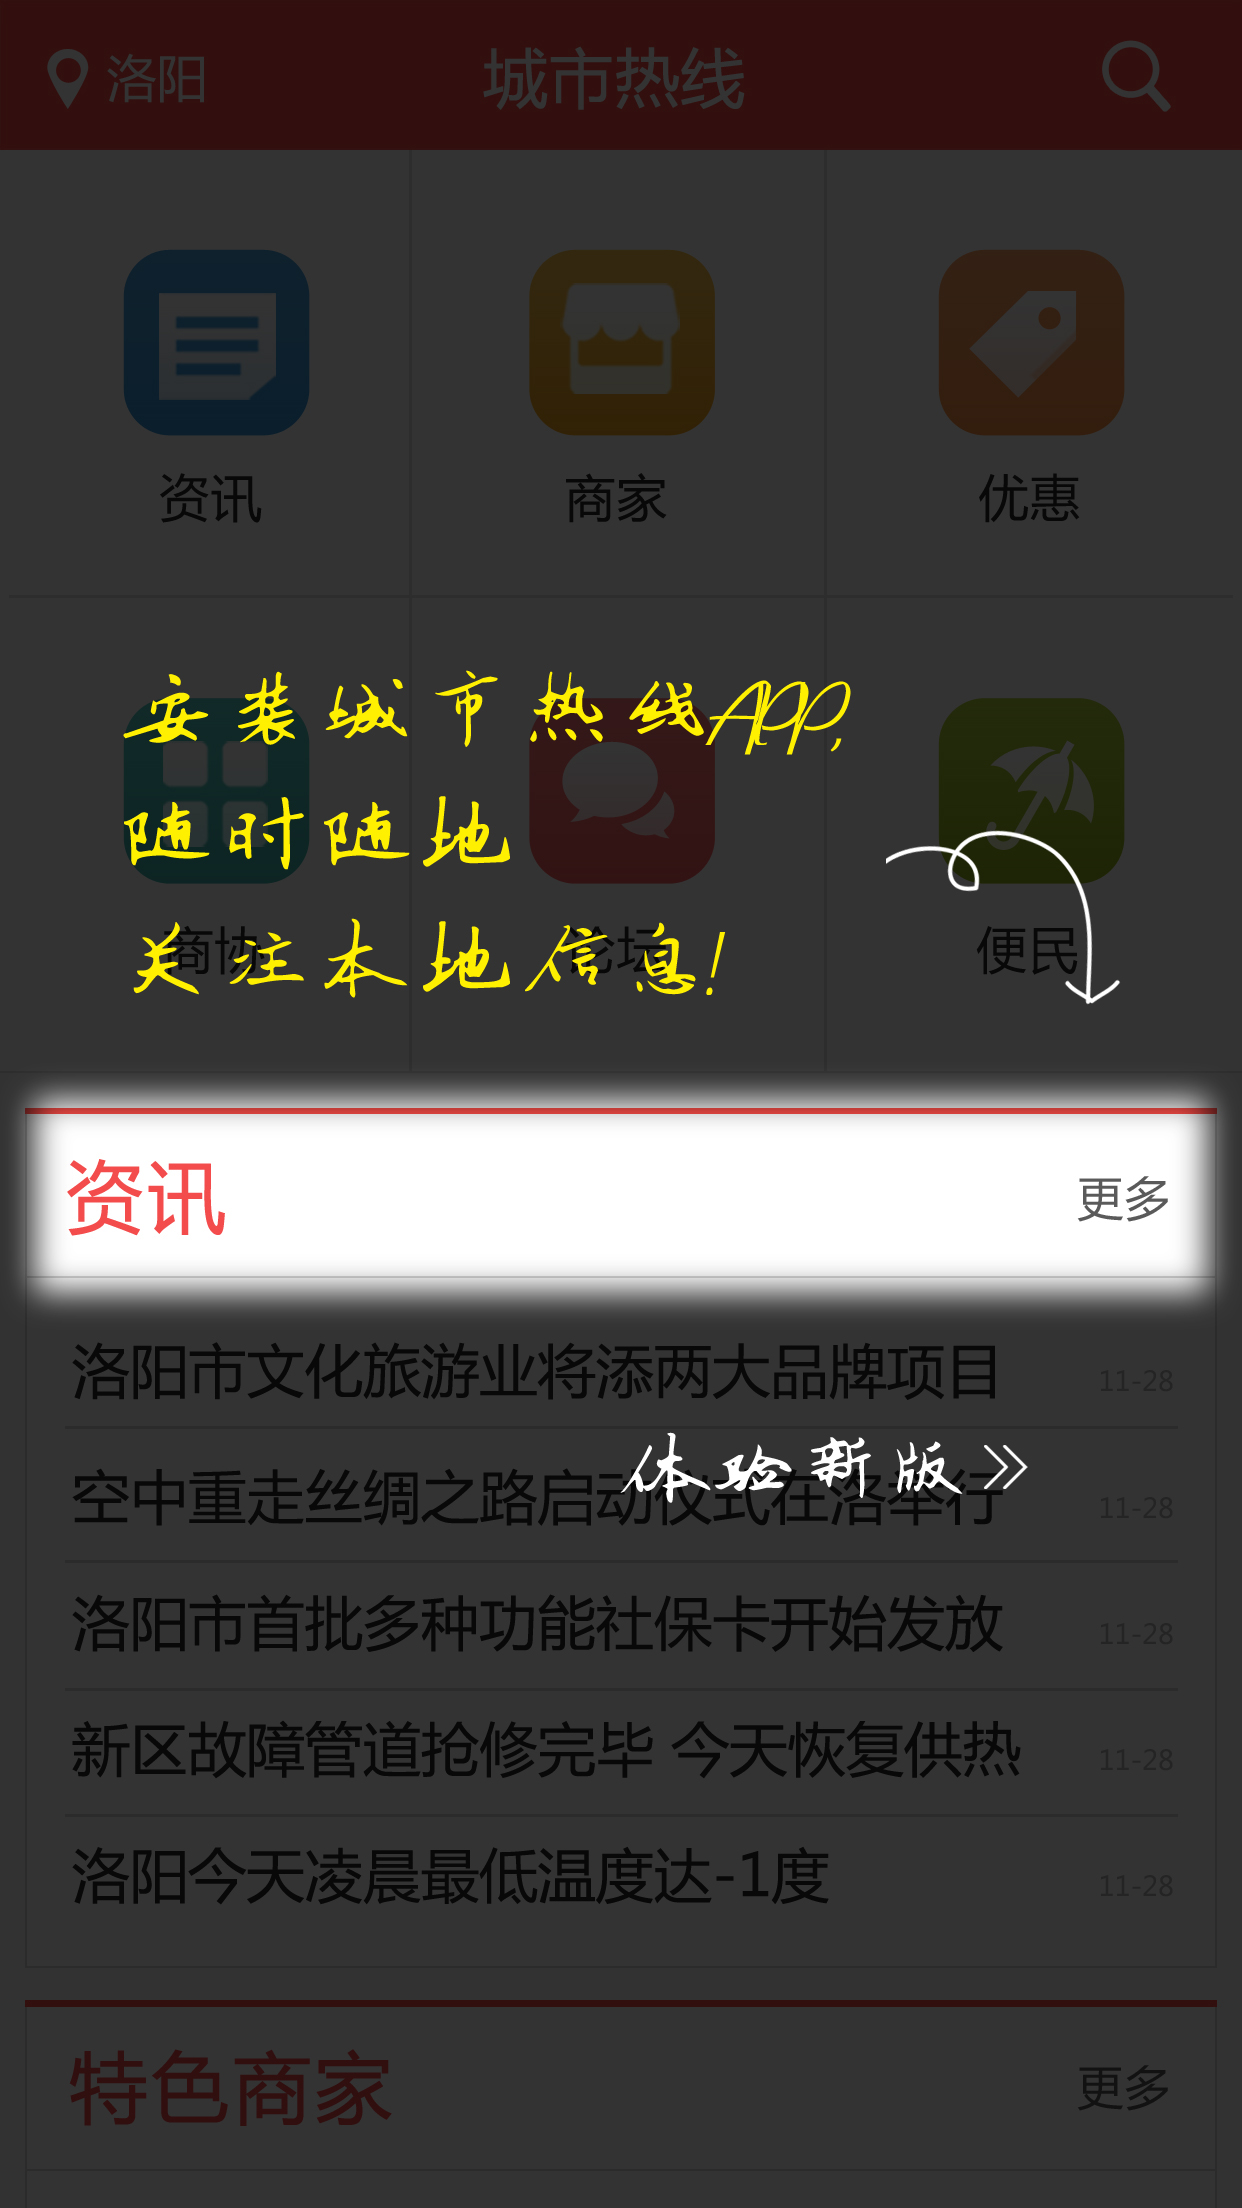 洛阳 城市热线
资讯 商家 优惠
安装城市热线APP,
随时随地
关注本地信息!
商协 论坛 便民
资讯 更多
洛阳市文化旅游业将添两大品牌项目 11-28
体验新版
空中重走丝绸之路启动仪式在洛举行 11-28
洛阳市首批多种功能社保卡开始发放 11-28
新区故障管道抢修完毕 今天恢复供热 11-28
洛阳今天凌晨最低温度达-1度 11-28
特色商家 更多